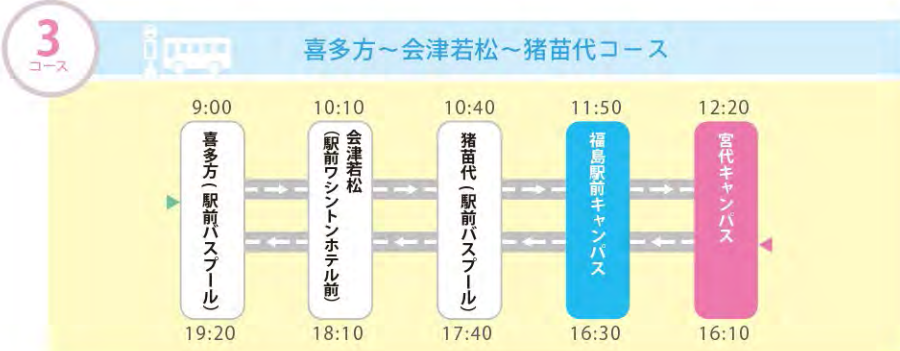 3
コース
喜多方～会津若松～猪苗代コース
9:00
10:10
10:40
11:50
12:20
喜多方（駅前バスプール）
会津若松
（駅前ワシントンホテル前）
猪苗代（駅前バスプール）
福島駅前キャンパス
宮代キャンパス
19:20
18:10
17:40
16:30
16:10